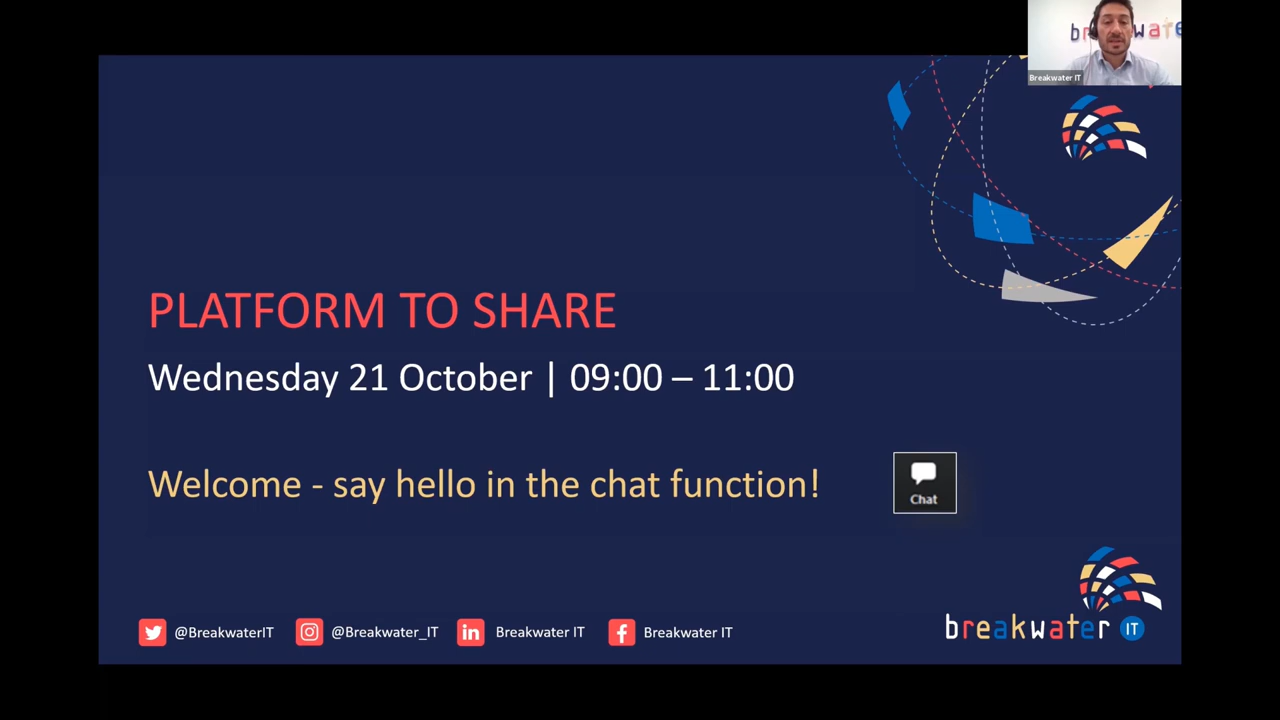 Breakwater IT
PLATFORM TO SHARE
Wednesday 21 October | 09:00 – 11:00
Welcome - say hello in the chat function!
Chat
@BreakwaterIT
@Breakwater_IT
Breakwater IT
Breakwater IT
breakwater IT